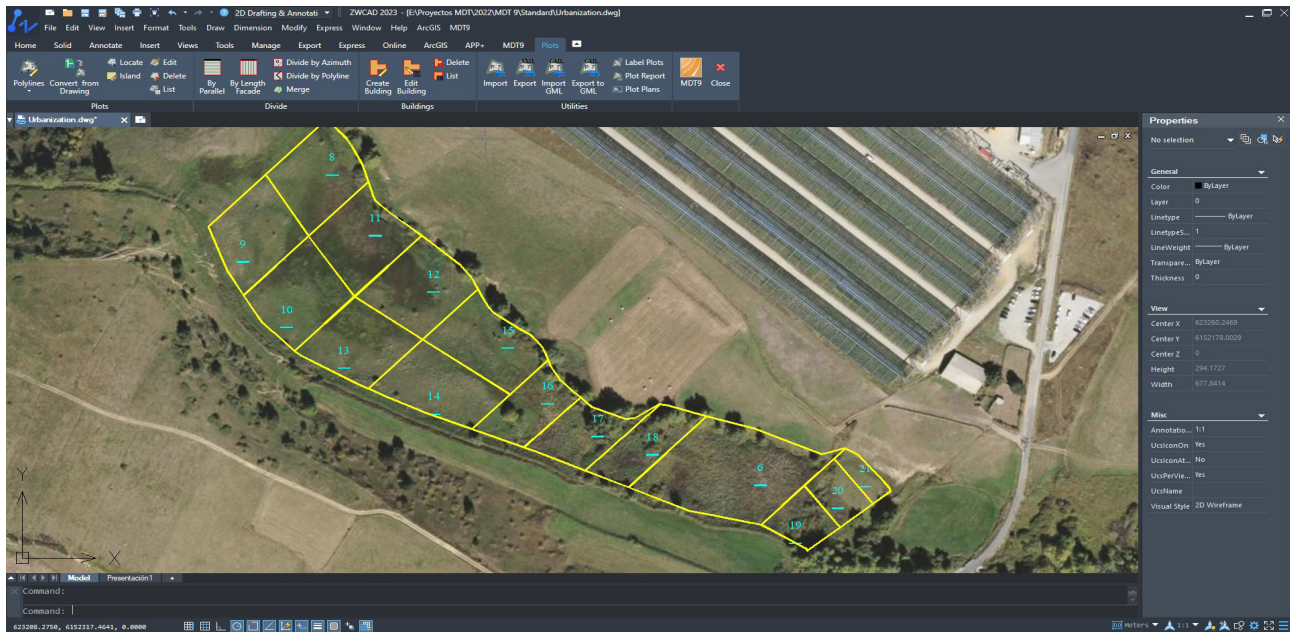 2D Drafting & Annotati
ZWCAD 2023 - [E:\Proyectos MDT\2022\MDT 9\Standard\Urbanization.dwg]
File Edit View Insert Format Tools Draw Dimension Modify Express Window Help ArcGIS MDT9
Home Solid Annotate Insert Views Tools Manage Export Express Online ArcGIS APP+ MDT9 Plots
Locate Edit Divide by Azimuth Delete Label Plots
Island Delete Divide by Polyline List Plot Report
List Merge Plot Plans
Polylines Convert from Drawing By Parallel By Length Facade Create Bulding Edit Building Import Export Import GML Export to GML MDT9 Close
Plots Divide Buildings Utilities
Urbanization.dwg*
Properties
No selection
General
Color ByLayer
Layer 0
Linetype ByLayer
LinetypeS... 1
LineWeight ByLayer
Transpare... ByLayer
Thickness 0
View
Center X 623260.2469
Center Y 6152178.0029
Center Z 0
Height 294.1727
Width 677.8414
Misc
Annotatio... 1:1
UcsIconOn Yes
UcsIconAt... No
UcsPerVie... Yes
UcsName
Visual Style 2D Wireframe
8
11
9
12
10
15
13
16
14
17
18
6
21
20
19
Y
X
Model Presentación1 +
Command:
Command:
623208.2750, 6152317.4641, 0.0000
Meters 1:1